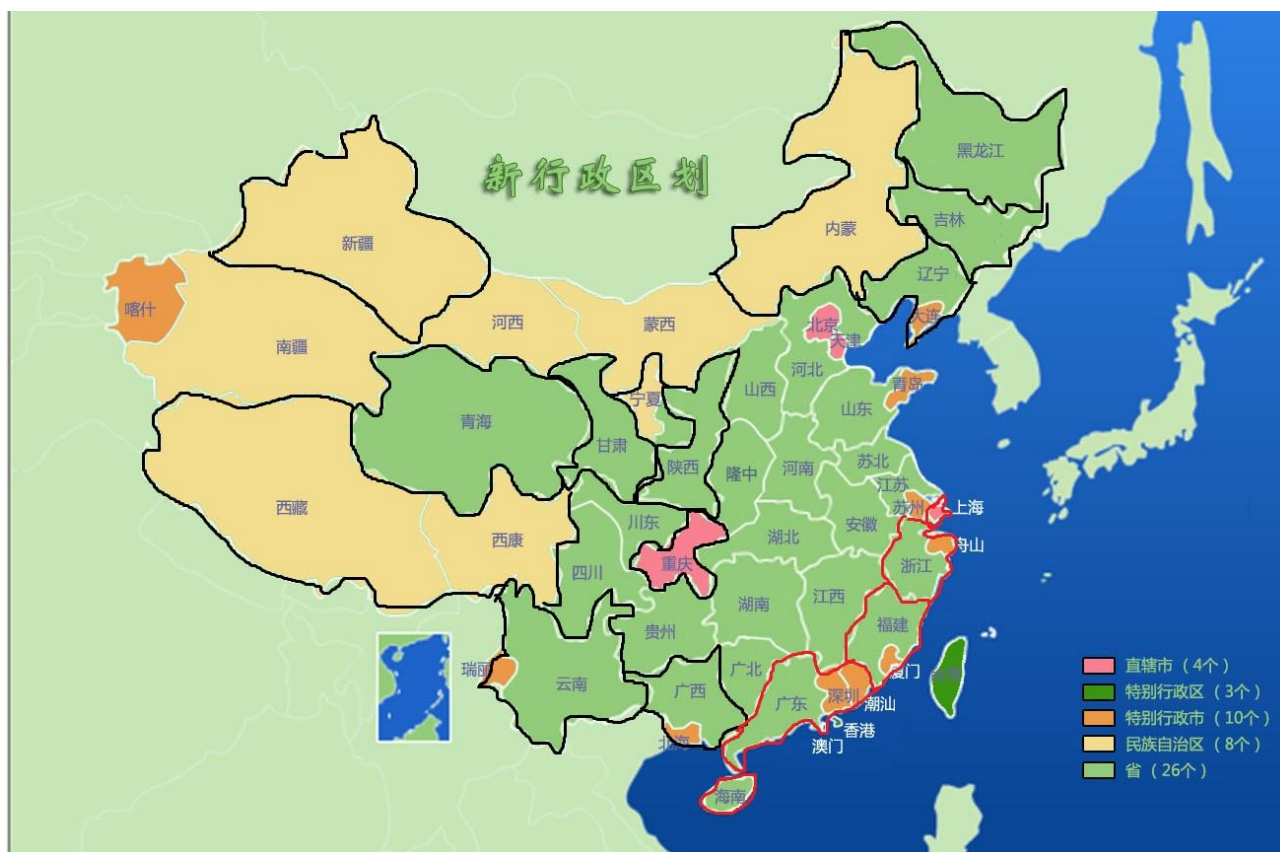 新行政区划
黑龙江
吉林
内蒙
辽宁
大连
新疆
喀什
南疆
河西
蒙西
北京
天津
河北
山西
山东
青岛
宁夏
青海
甘肃
陕西
隆中
河南
苏北
江苏
苏州
上海
安徽
西藏
西康
川东
重庆
四川
湖北
舟山
浙江
湖南
江西
福建
贵州
瑞丽
云南
广西
广北
广东
深圳
厦门
潮汕
香港
澳门
北海
海南
直辖市（4个）
特别行政区（3个）
特别行政市（10个）
民族自治区（8个）
省（26个）